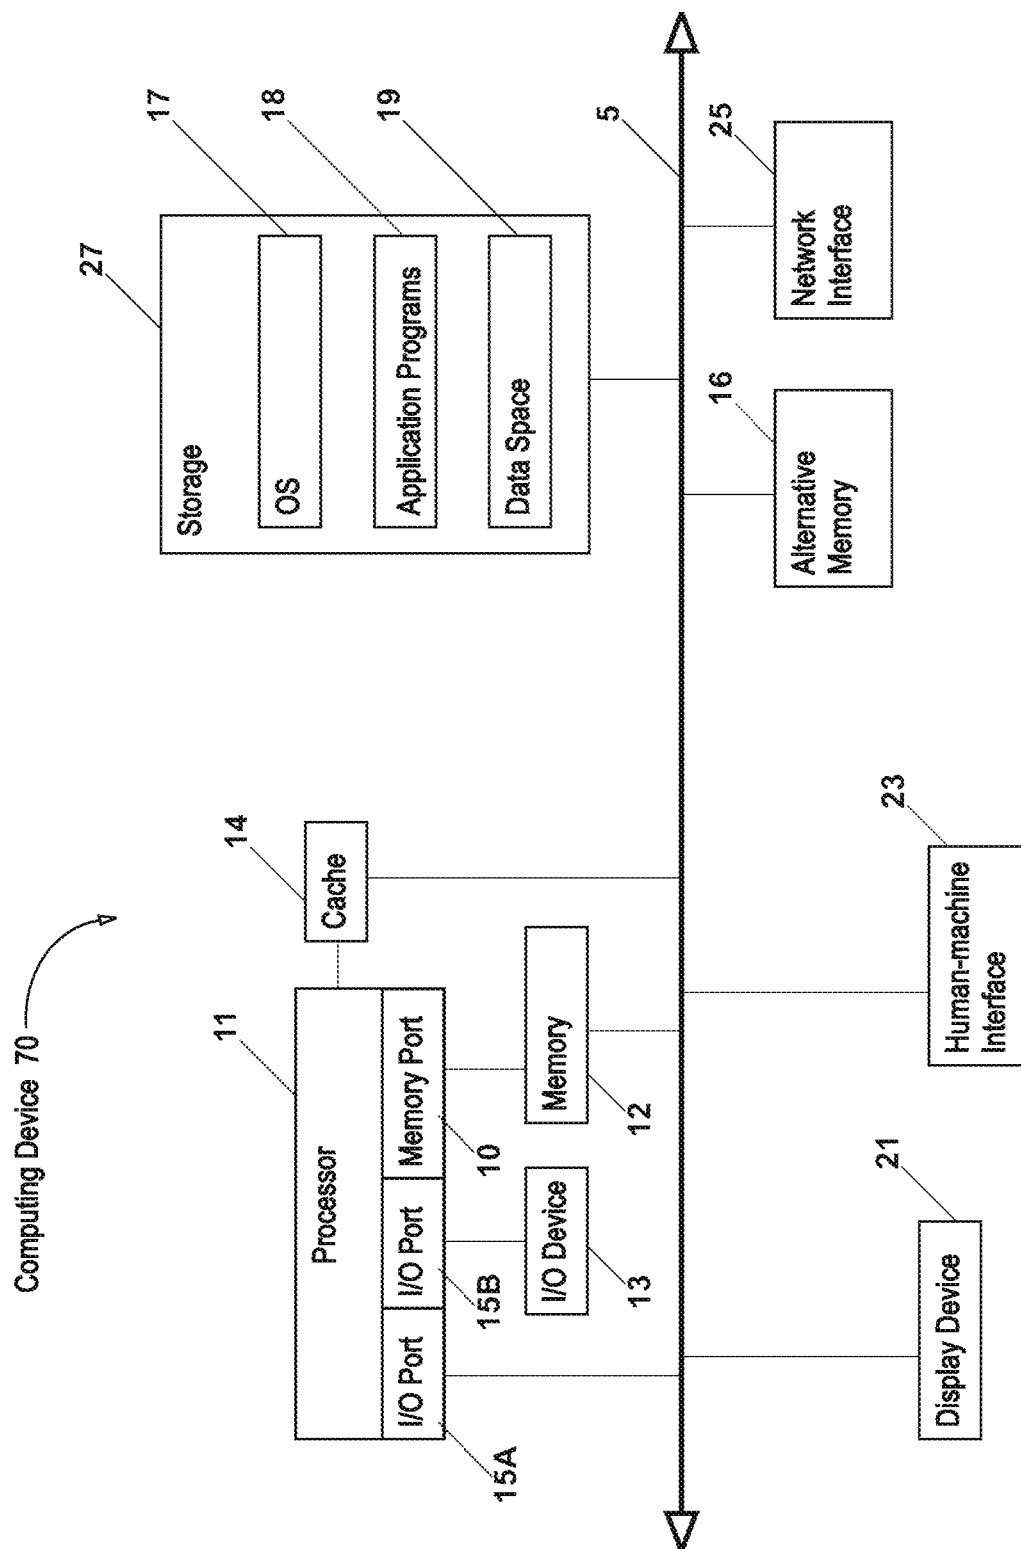 Computing Device 70
11
14
27
17
18
19
Processor
Cache
Storage
OS
I/O Port
I/O Port
Memory Port
Application Programs
15A
15B
10
Data Space
I/O Device
Memory
13
12
5
21
23
16
25
Display Device
Human-machine
Interface
Alternative
Memory
Network
Interface